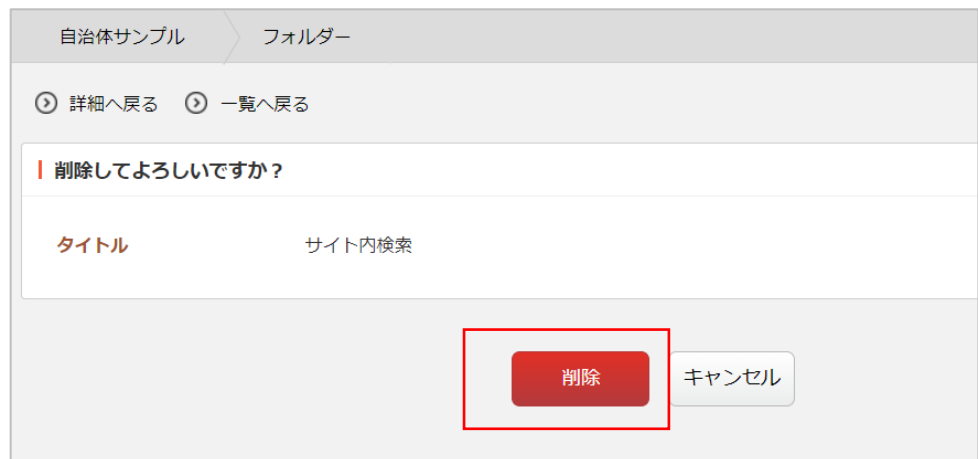 自治体サンプル フォルダー
詳細へ戻る 一覧へ戻る
削除してよろしいですか？
タイトル サイト内検索
削除 キャンセル